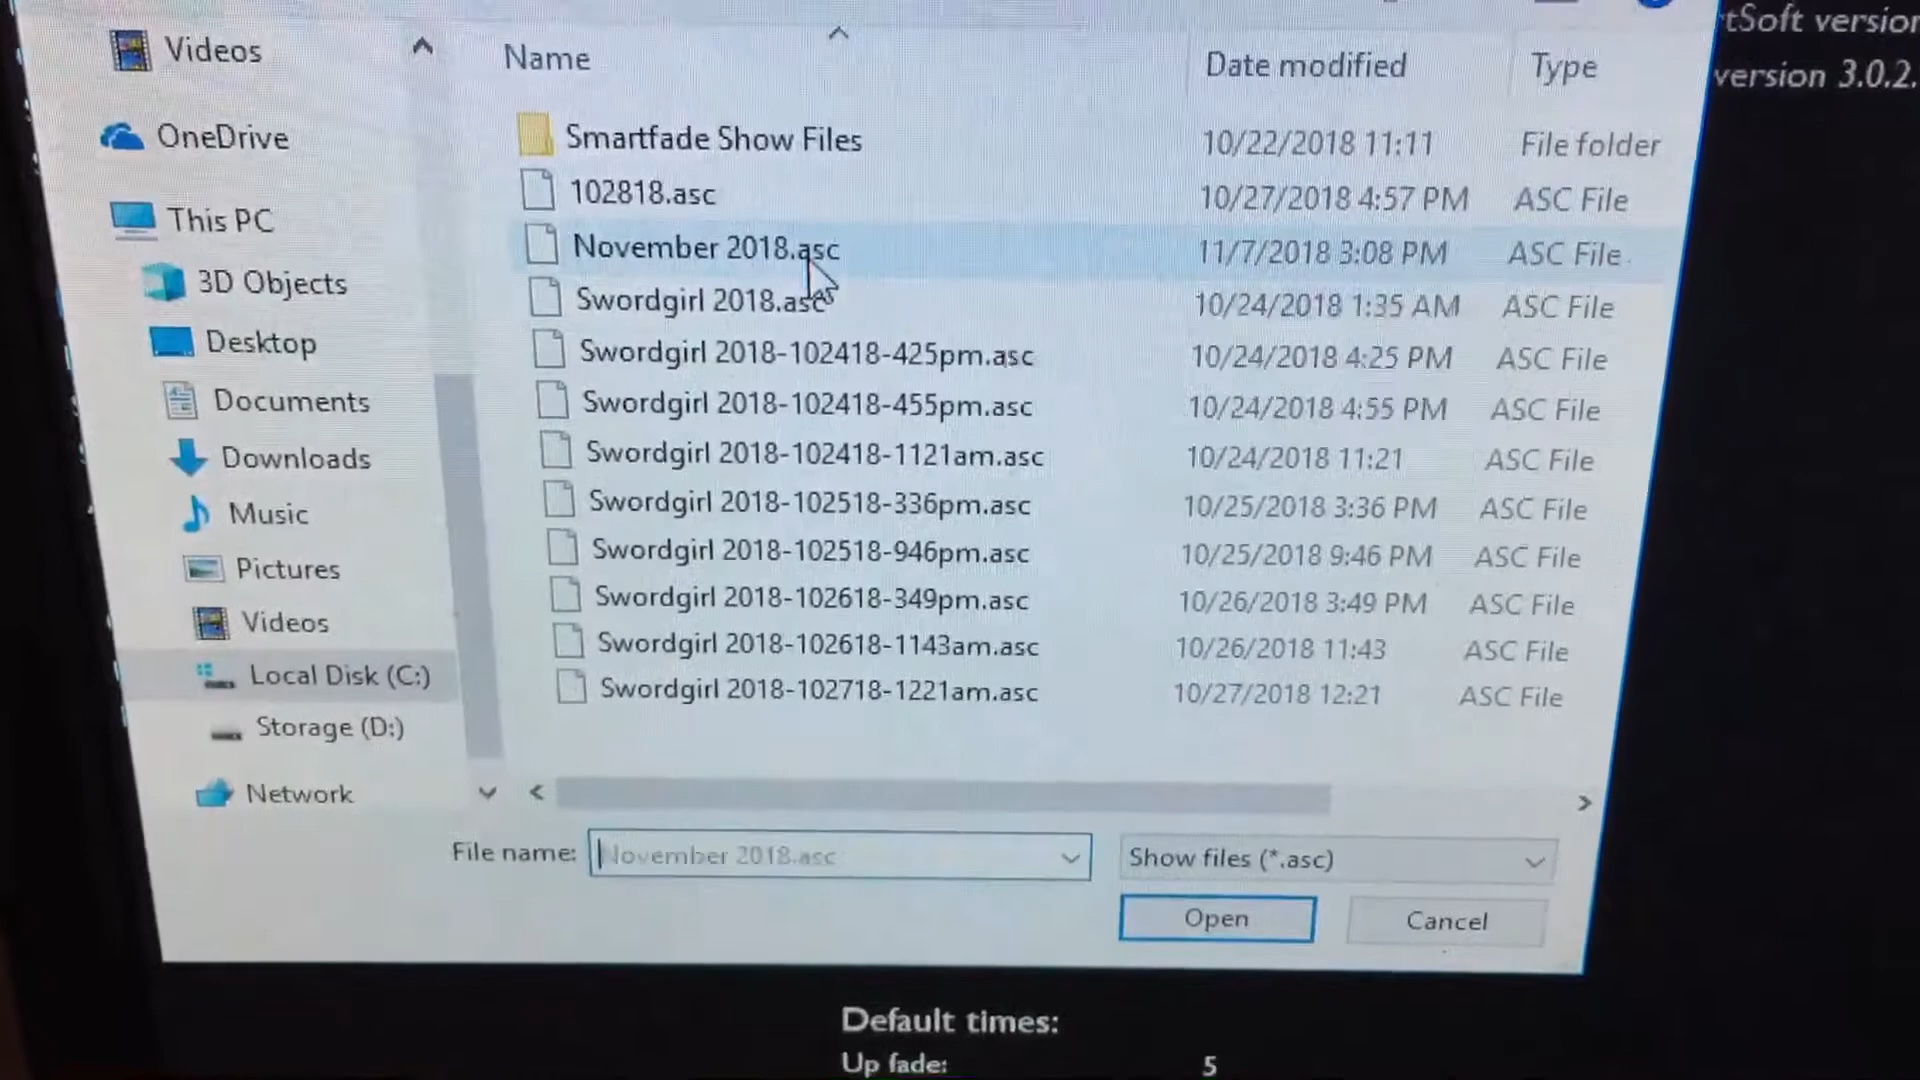 tSoft version
version 3.0.2.
Videos
Name
Date modified
Type
OneDrive
Smartfade Show Files
10/22/2018 11:11
File folder
102818.asc
10/27/2018 4:57 PM
ASC File
This PC
November 2018.asc
11/7/2018 3:08 PM
ASC File
3D Objects
Swordgirl 2018.asc
10/24/2018 1:35 AM
ASC File
Desktop
Swordgirl 2018-102418-425pm.asc
10/24/2018 4:25 PM
ASC File
Documents
Swordgirl 2018-102418-455pm.asc
10/24/2018 4:55 PM
ASC File
Downloads
Swordgirl 2018-102418-1121am.asc
10/24/2018 11:21
ASC File
Music
Swordgirl 2018-102518-336pm.asc
10/25/2018 3:36 PM
ASC File
Pictures
Swordgirl 2018-102518-946pm.asc
10/25/2018 9:46 PM
ASC File
Videos
Swordgirl 2018-102618-349pm.asc
10/26/2018 3:49 PM
ASC File
Local Disk (C:)
Swordgirl 2018-102618-1143am.asc
10/26/2018 11:43
ASC File
Storage (D:)
Swordgirl 2018-102718-1221am.asc
10/27/2018 12:21
ASC File
Network
File name:
November 2018.asc
Show files (*.asc)
Open
Cancel
Default times:
Up fade:
5